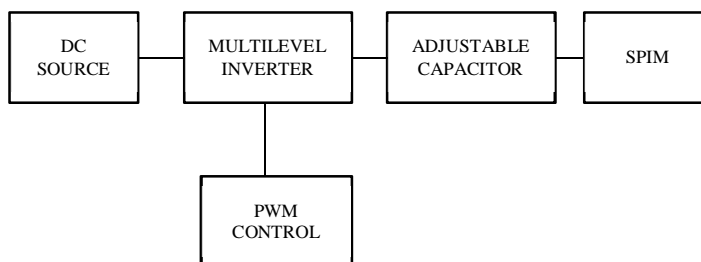 DC
SOURCE
MULTILEVEL
INVERTER
ADJUSTABLE
CAPACITOR
SPIM
PWM
CONTROL